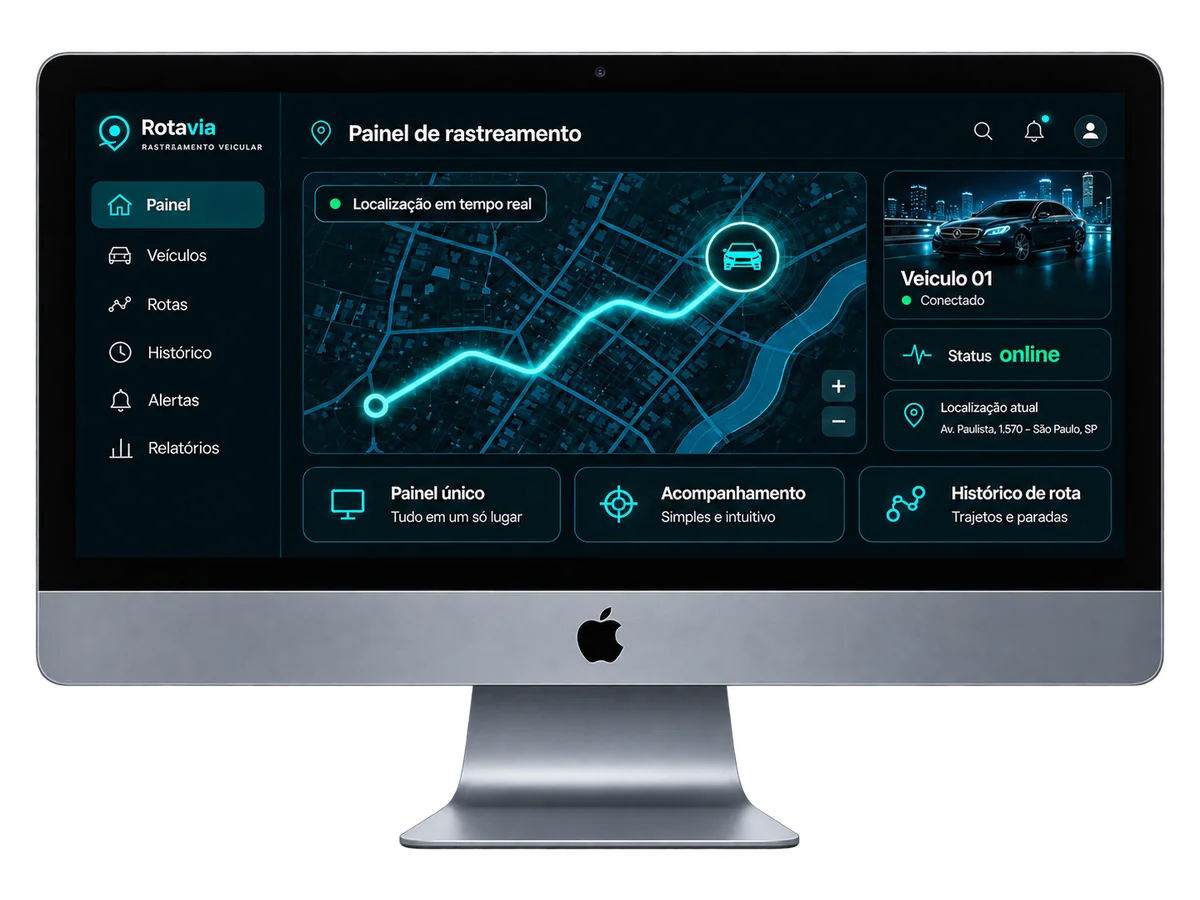 Rotavia
RASTREAMENTO VEICULAR
Painel
Veículos
Rotas
Histórico
Alertas
Relatórios
Painel de rastreamento
Localização em tempo real
+
−
Veiculo 01
Conectado
Status online
Localização atual
Av. Paulista, 1.570 – São Paulo, SP
Painel único
Tudo em um só lugar
Acompanhamento
Simples e intuitivo
Histórico de rota
Trajetos e paradas